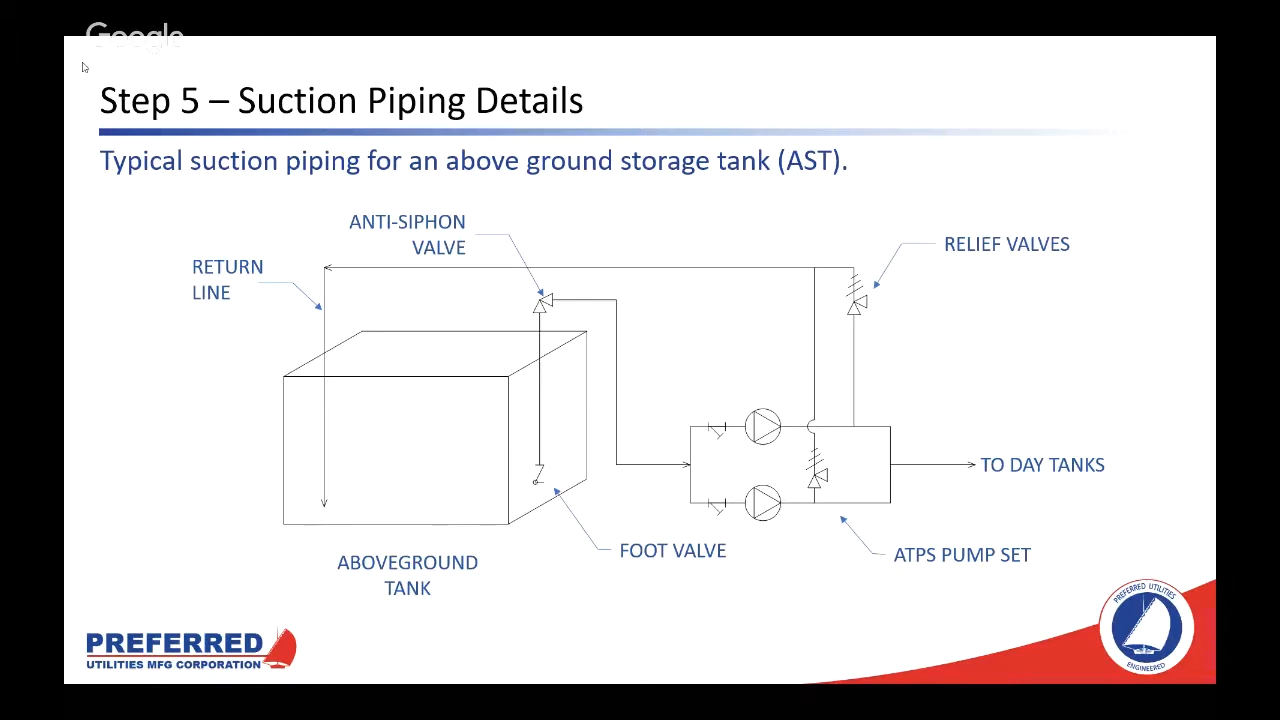 Google
Step 5 – Suction Piping Details
Typical suction piping for an above ground storage tank (AST).
ANTI-SIPHON
VALVE
RELIEF VALVES
RETURN
LINE
TO DAY TANKS
FOOT VALVE
ATPS PUMP SET
ABOVEGROUND
TANK
PREFERRED
UTILITIES MFG CORPORATION
PREFERRED UTILITIES
ENGINEERED